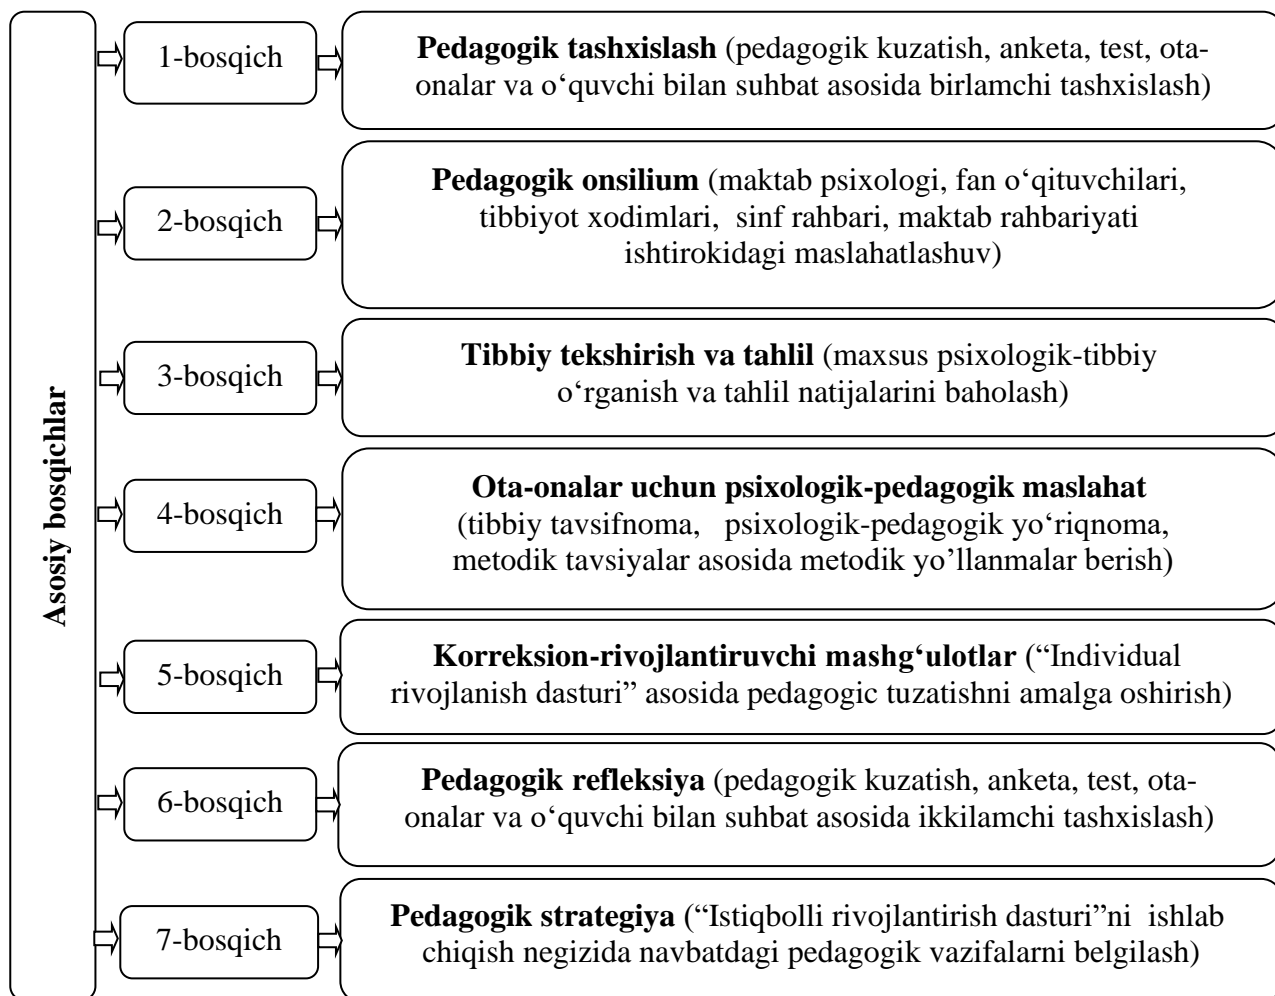 Asosiy bosqichlar
1-bosqich
Pedagogik tashxislash (pedagogik kuzatish, anketa, test, ota-
onalar va o‘quvchi bilan suhbat asosida birlamchi tashxislash)
2-bosqich
Pedagogik onsilium (maktab psixologi, fan o‘qituvchilari,
tibbiyot xodimlari, sinf rahbari, maktab rahbariyati
ishtirokidagi maslahatlashuv)
3-bosqich
Tibbiy tekshirish va tahlil (maxsus psixologik-tibbiy
o‘rganish va tahlil natijalarini baholash)
4-bosqich
Ota-onalar uchun psixologik-pedagogik maslahat
(tibbiy tavsifnoma, psixologik-pedagogik yo‘riqnoma,
metodik tavsiyalar asosida metodik yo’llanmalar berish)
5-bosqich
Korreksion-rivojlantiruvchi mashg‘ulotlar (“Individual
rivojlanish dasturi” asosida pedagogic tuzatishni amalga oshirish)
6-bosqich
Pedagogik refleksiya (pedagogik kuzatish, anketa, test, ota-
onalar va o‘quvchi bilan suhbat asosida ikkilamchi tashxislash)
7-bosqich
Pedagogik strategiya (“Istiqbolli rivojlantirish dasturi”ni ishlab
chiqish negizida navbatdagi pedagogik vazifalarni belgilash)